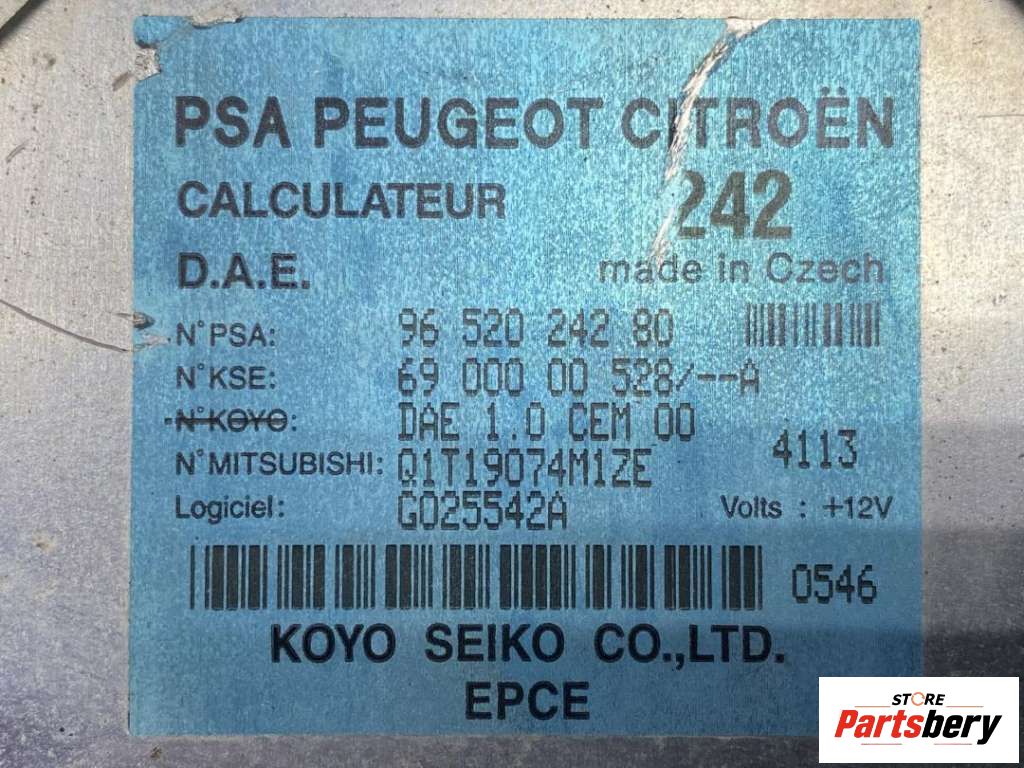 PSA PEUGEOT CITROËN
CALCULATEUR 242
D.A.E. made in Czech
N°PSA: 96 520 242 80
N°KSE: 69 000 00 528/--A
N°KOYO: DAE 1.0 CEM 00
4113
N°MITSUBISHI: Q1T19074M1ZE
Logiciel: G025542A Volts : +12V
0546
KOYO SEIKO CO.,LTD.
EPCE
STORE
Partsbery